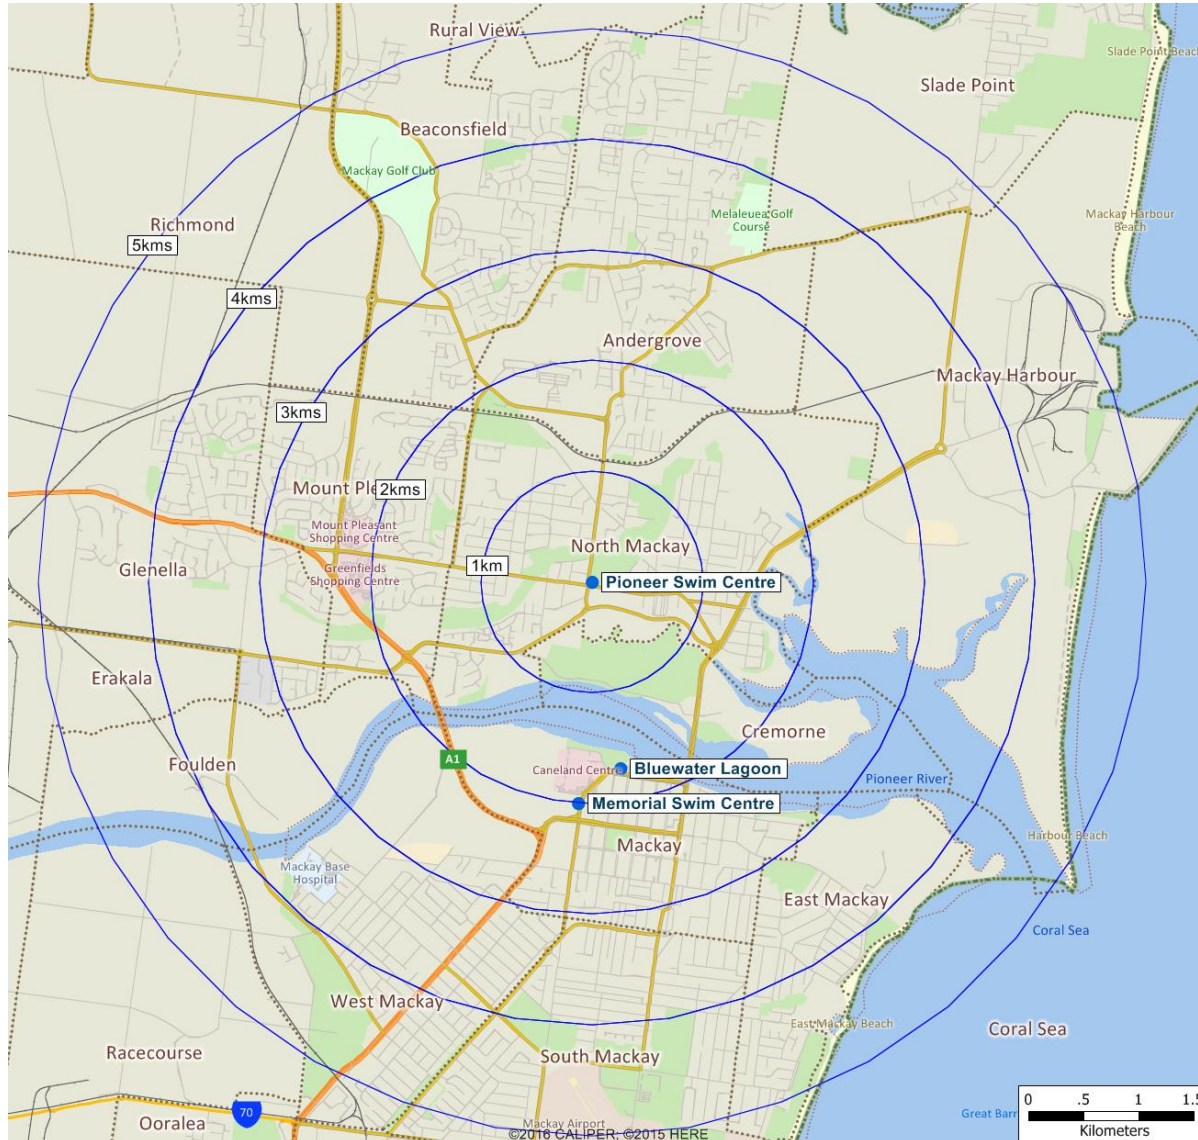 Rural View
Slade Point Beach
Slade Point
Beaconsfield
Mackay Golf Club
Melaleuea Golf
Course
Mackay Harbour
Beach
Richmond
5kms
4kms
Andergrove
Mackay Harbour
3kms
Mount Ple
2kms
Mount Pleasant
Shopping Centre
North Mackay
1km
Glenella
Greenfields
Shopping Centre
Pioneer Swim Centre
Erakala
Cremorne
A1
Foulden
Caneland Centre
Bluewater Lagoon
Pioneer River
Memorial Swim Centre
Mackay
Harbour Beach
Mackay Base
Hospital
East Mackay
Coral Sea
West Mackay
East Mackay Beach
Coral Sea
Racecourse
South Mackay
0 .5 1 1.5
Kilometers
70
Great Barr
Ooralea
Mackay Airport
©2016 CALIPER; ©2015 HERE